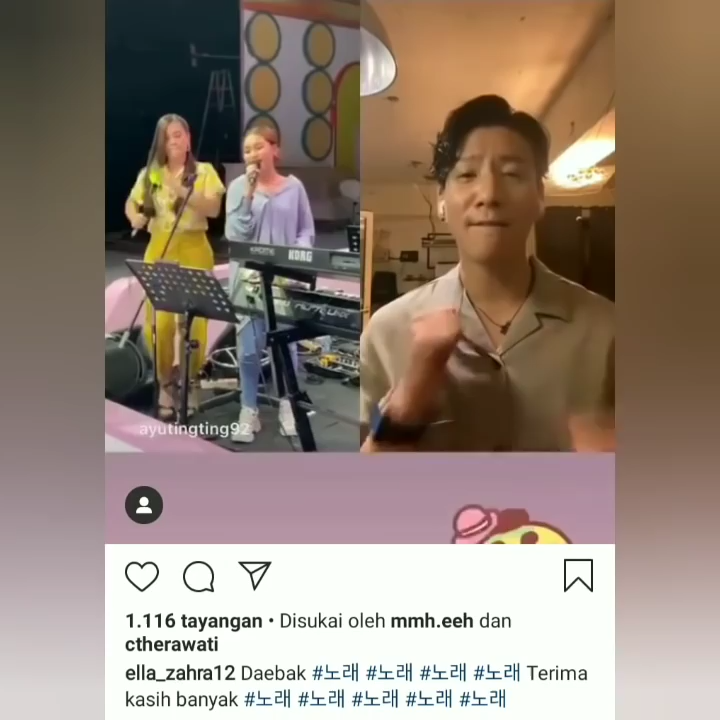 KROME KORG
ayutingting92
1.116 tayangan • Disukai oleh mmh.eeh dan
ctherawati
ella_zahra12 Daebak #노래 #노래 #노래 #노래 Terima
kasih banyak #노래 #노래 #노래 #노래 #노래